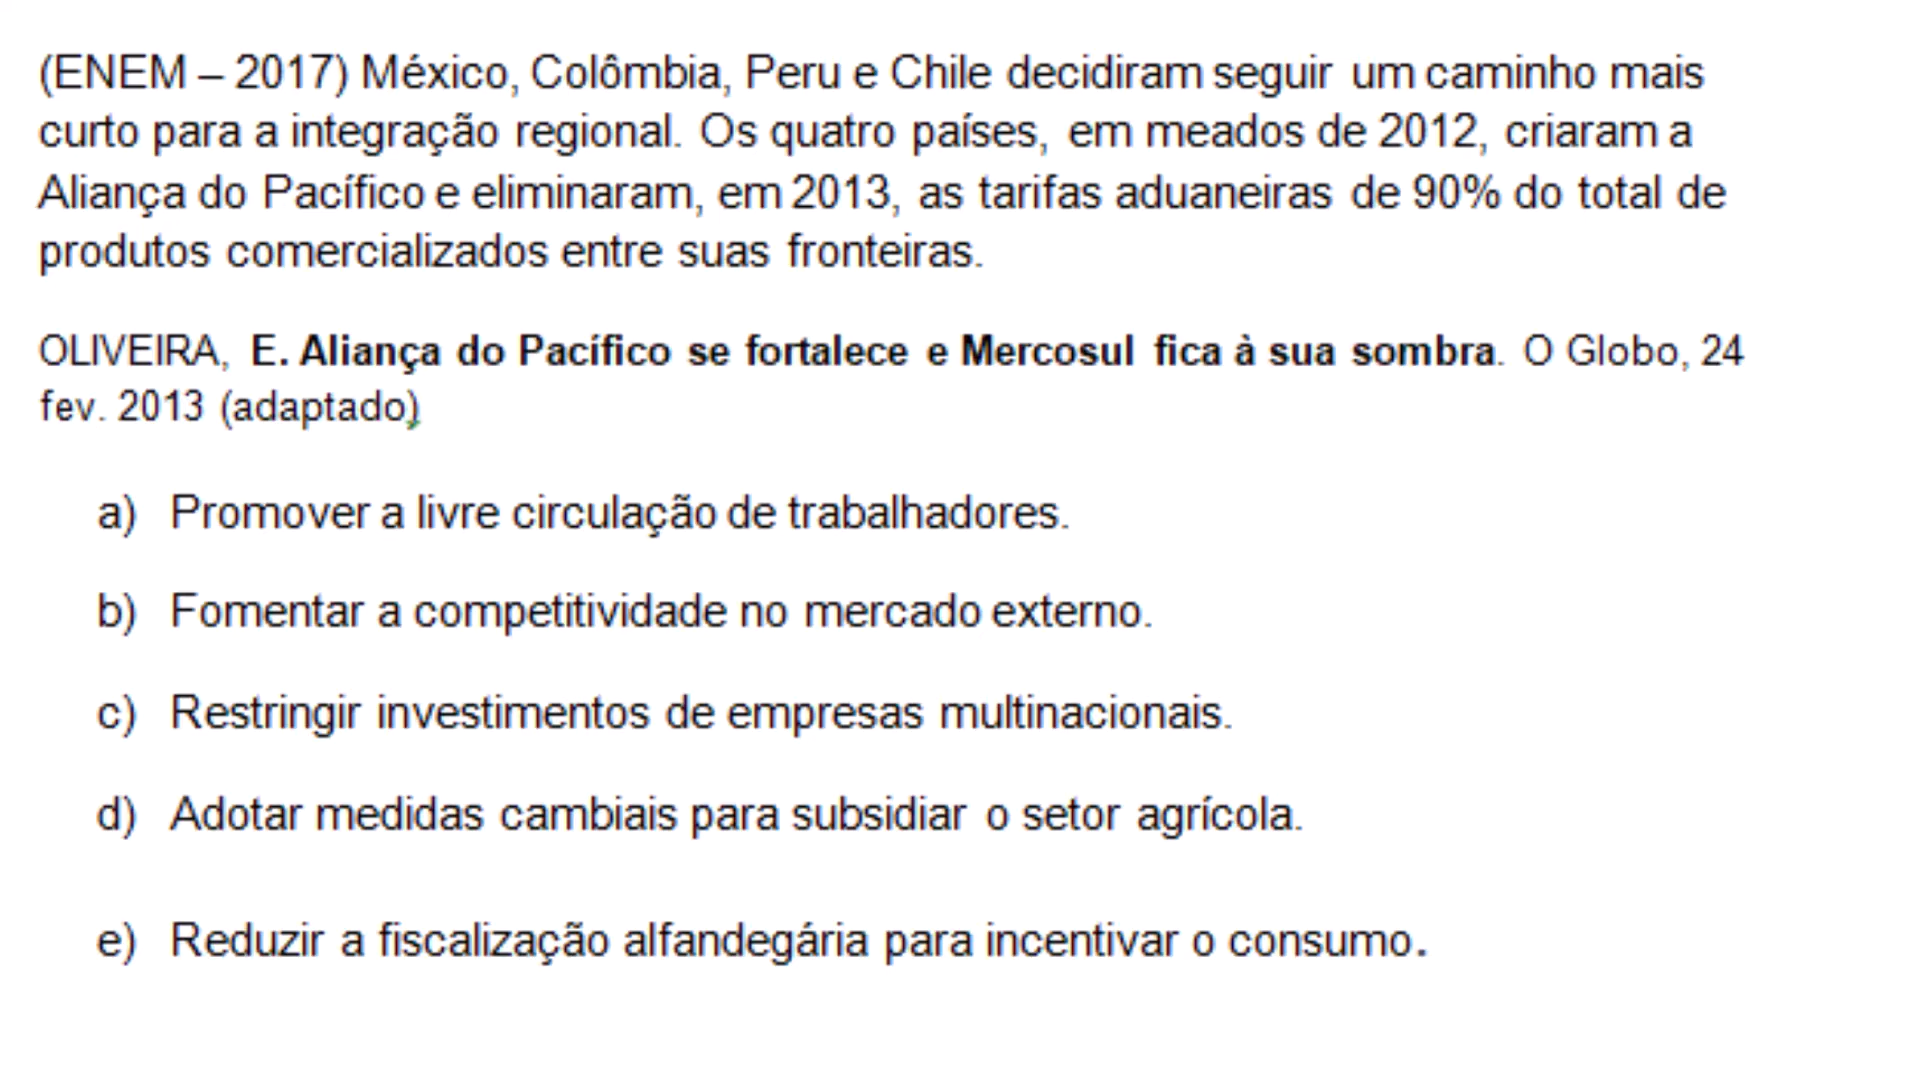 (ENEM – 2017) México, Colômbia, Peru e Chile decidiram seguir um caminho mais
curto para a integração regional. Os quatro países, em meados de 2012, criaram a
Aliança do Pacífico e eliminaram, em 2013, as tarifas aduaneiras de 90% do total de
produtos comercializados entre suas fronteiras.
OLIVEIRA, E. Aliança do Pacífico se fortalece e Mercosul fica à sua sombra. O Globo, 24
fev. 2013 (adaptado)
a) Promover a livre circulação de trabalhadores.
b) Fomentar a competitividade no mercado externo.
c) Restringir investimentos de empresas multinacionais.
d) Adotar medidas cambiais para subsidiar o setor agrícola.
e) Reduzir a fiscalização alfandegária para incentivar o consumo.